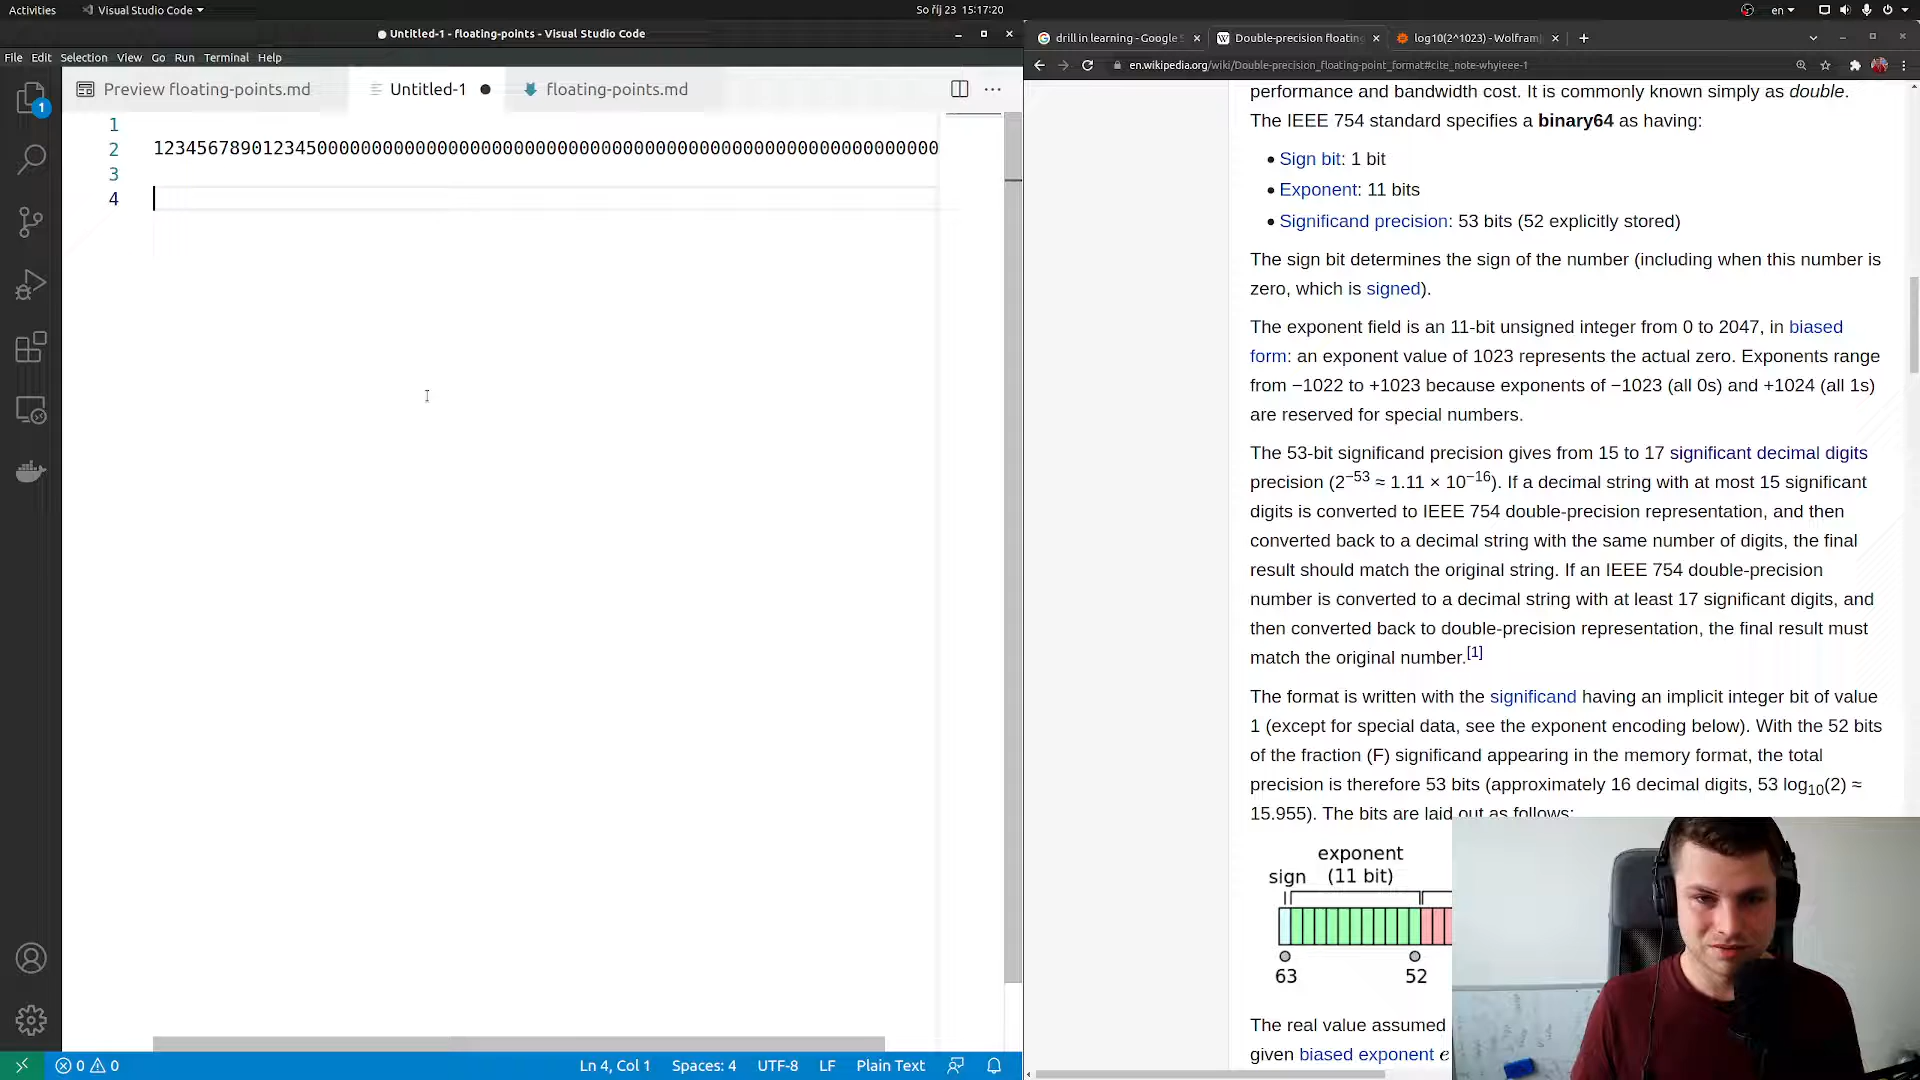 Activities
Visual Studio Code
So říj 23 15:17:20
en
Untitled-1 - floating-points - Visual Studio Code
File Edit Selection View Go Run Terminal Help
Preview floating-points.md
Untitled-1
floating-points.md
1
2
3
4
1
0 0
Ln 4, Col 1
Spaces: 4
UTF-8
LF
Plain Text
drill in learning - Google S
Double-precision floating
log10(2^1023) - Wolfram
en.wikipedia.org/wiki/Double-precision_floating-point_format#cite_note-whyieee-1
performance and bandwidth cost. It is commonly known simply as double.
The IEEE 754 standard specifies a binary64 as having:
Sign bit: 1 bit
Exponent: 11 bits
Significand precision: 53 bits (52 explicitly stored)
The sign bit determines the sign of the number (including when this number is
zero, which is signed).
The exponent field is an 11-bit unsigned integer from 0 to 2047, in biased
form: an exponent value of 1023 represents the actual zero. Exponents range
from −1022 to +1023 because exponents of −1023 (all 0s) and +1024 (all 1s)
are reserved for special numbers.
The 53-bit significand precision gives from 15 to 17 significant decimal digits
precision (2−53 ≈ 1.11 × 10−16). If a decimal string with at most 15 significant
digits is converted to IEEE 754 double-precision representation, and then
converted back to a decimal string with the same number of digits, the final
result should match the original string. If an IEEE 754 double-precision
number is converted to a decimal string with at least 17 significant digits, and
then converted back to double-precision representation, the final result must
match the original number.[1]
The format is written with the significand having an implicit integer bit of value
1 (except for special data, see the exponent encoding below). With the 52 bits
of the fraction (F) significand appearing in the memory format, the total
precision is therefore 53 bits (approximately 16 decimal digits, 53 log10(2) ≈
15.955). The bits are laid out as follows:
exponent
sign (11 bit)
63
52
The real value assumed
given biased exponent e